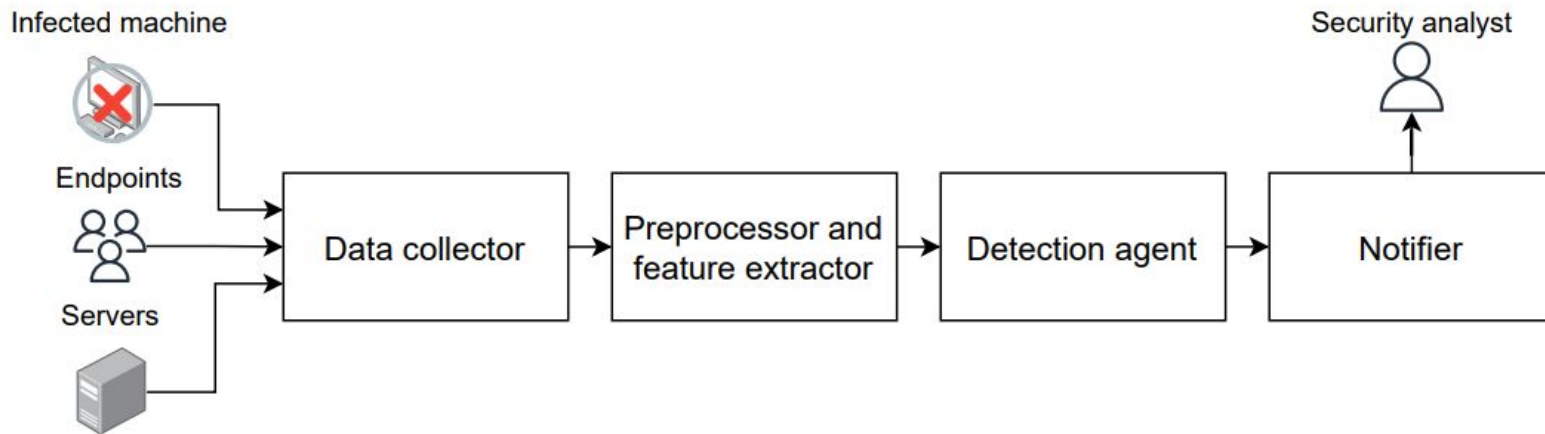 Infected machine
Endpoints
Servers
Data collector
Preprocessor and
feature extractor
Detection agent
Notifier
Security analyst